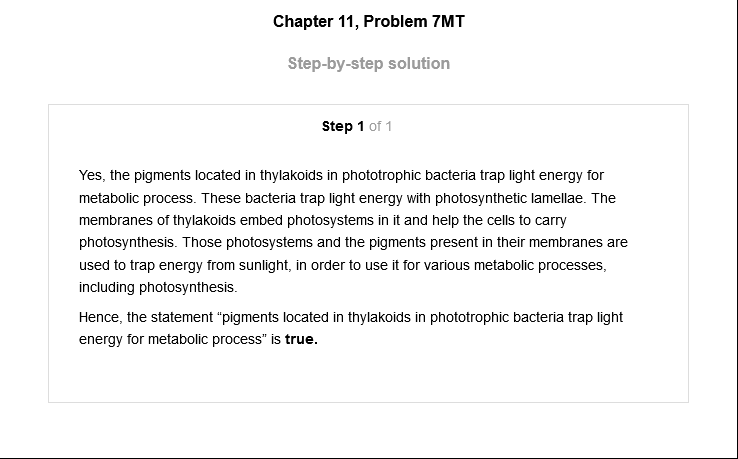 Chapter 11, Problem 7MT
Step-by-step solution
Step 1 of 1
Yes, the pigments located in thylakoids in phototrophic bacteria trap light energy for
metabolic process. These bacteria trap light energy with photosynthetic lamellae. The
membranes of thylakoids embed photosystems in it and help the cells to carry
photosynthesis. Those photosystems and the pigments present in their membranes are
used to trap energy from sunlight, in order to use it for various metabolic processes,
including photosynthesis.
Hence, the statement “pigments located in thylakoids in phototrophic bacteria trap light
energy for metabolic process” is true.